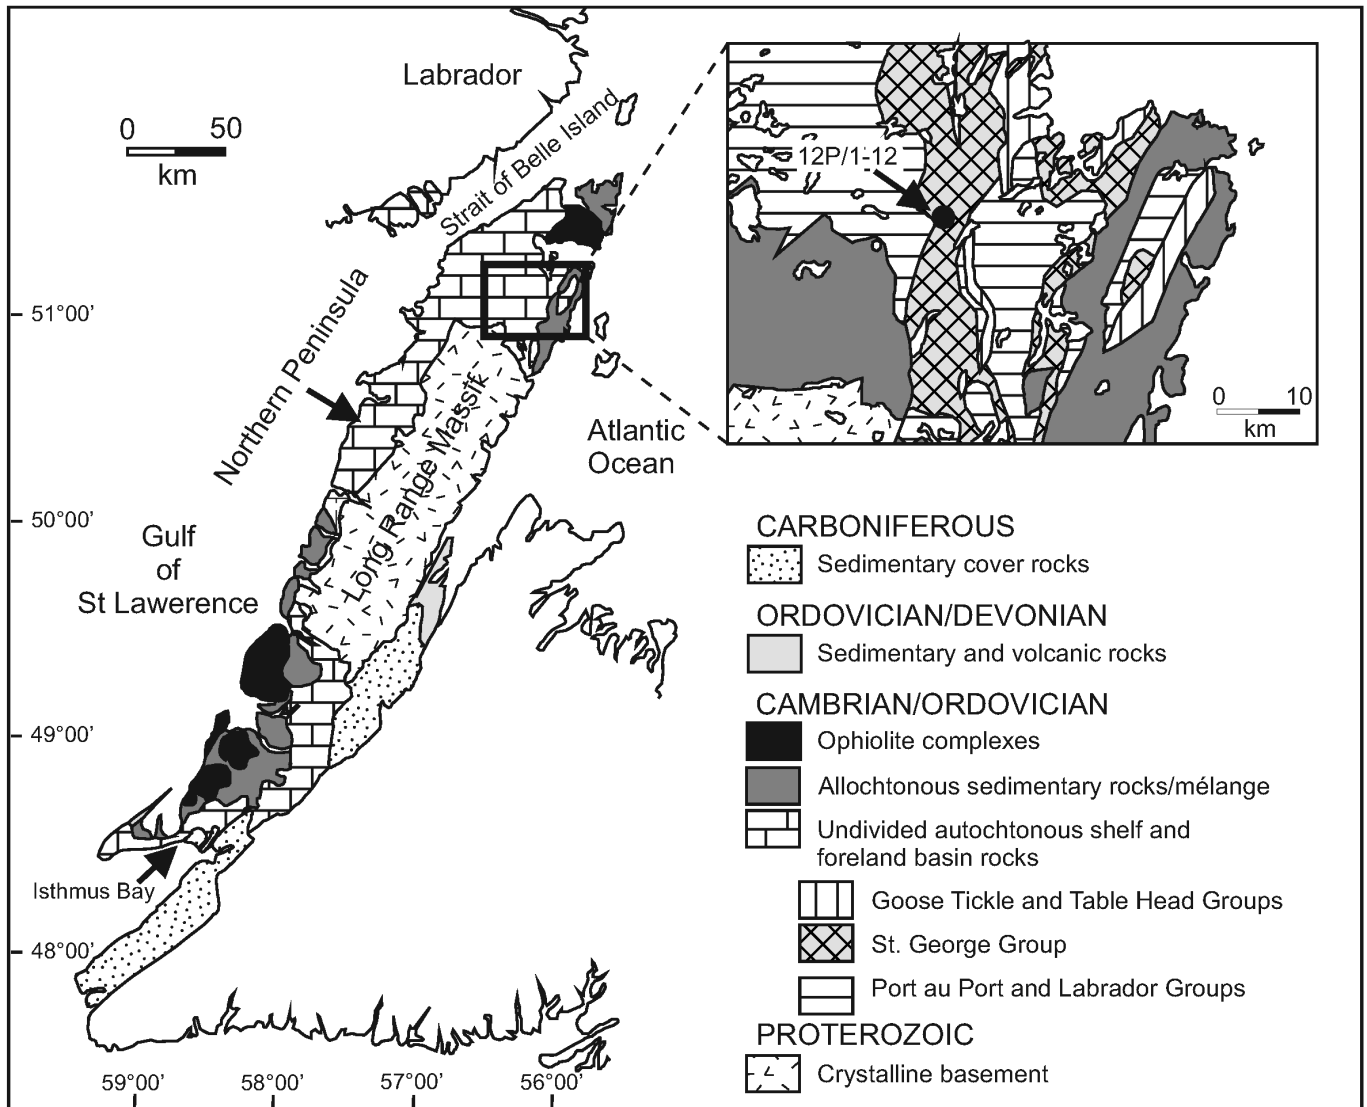 Labrador
0 50
km
Strait of Belle Island
12P/1-12
0 10
km
51°00’
Northern Peninsula
Long Range Massif
Atlantic
Ocean
50°00’
Gulf
of
St Lawerence
49°00’
Isthmus Bay
48°00’
59°00’ 58°00’ 57°00’ 56°00’
CARBONIFEROUS
Sedimentary cover rocks
ORDOVICIAN/DEVONIAN
Sedimentary and volcanic rocks
CAMBRIAN/ORDOVICIAN
Ophiolite complexes
Allochtonous sedimentary rocks/mélange
Undivided autochtonous shelf and
foreland basin rocks
Goose Tickle and Table Head Groups
St. George Group
Port au Port and Labrador Groups
PROTEROZOIC
Crystalline basement